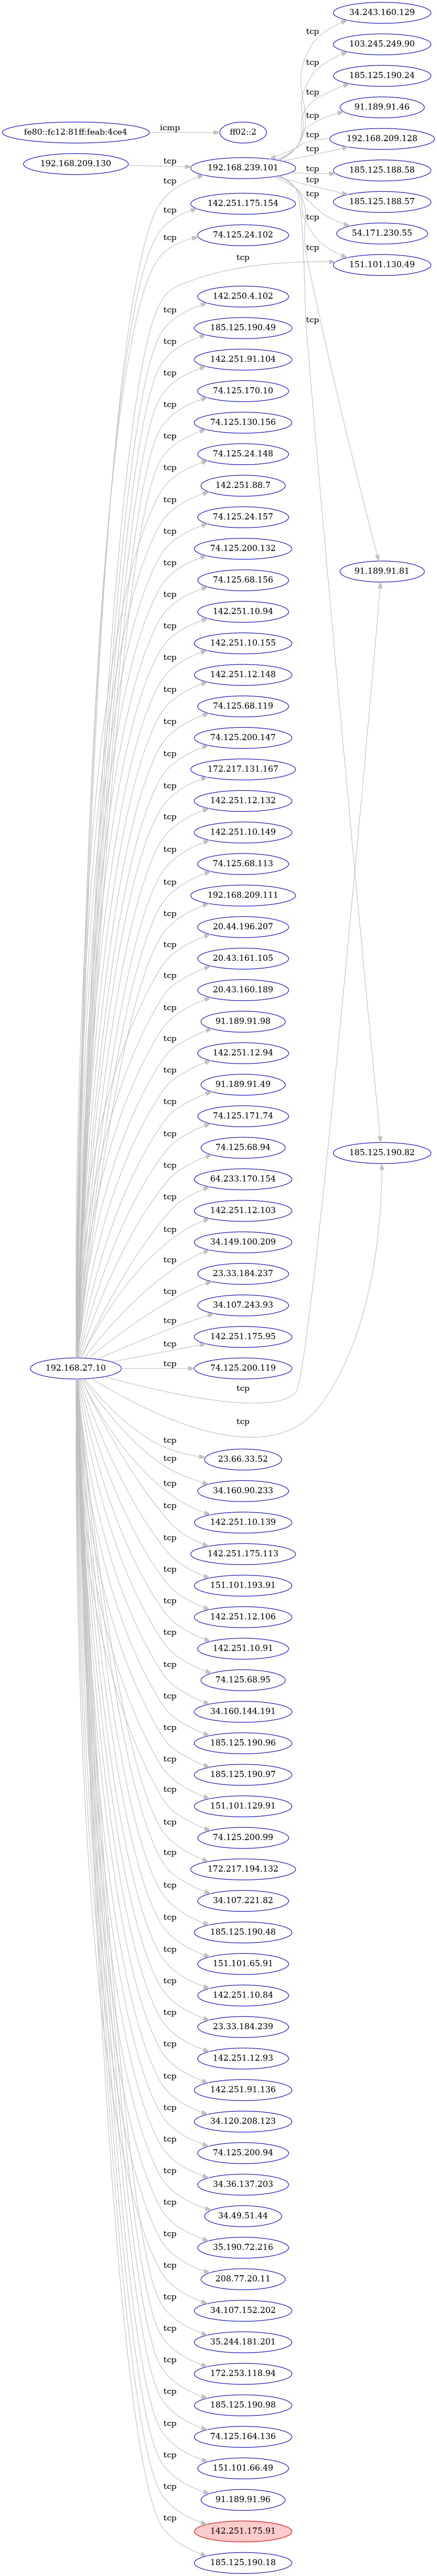 34.243.160.129
tcp
103.245.249.90
tcp
185.125.190.24
tcp
91.189.91.46
tcp
fe80::fc12:81ff:feab:4ce4
icmp
ff02::2
tcp
192.168.209.128
192.168.209.130
tcp
192.168.239.101
tcp
tcp
185.125.188.58
tcp
185.125.188.57
tcp
142.251.175.154
tcp
54.171.230.55
tcp
74.125.24.102
tcp
tcp
tcp
151.101.130.49
tcp
142.250.4.102
tcp
185.125.190.49
tcp
tcp
142.251.91.104
tcp
74.125.170.10
tcp
74.125.130.156
tcp
74.125.24.148
tcp
142.251.88.7
tcp
74.125.24.157
tcp
74.125.200.132
tcp
91.189.91.81
74.125.68.156
tcp
142.251.10.94
tcp
142.251.10.155
tcp
142.251.12.148
tcp
74.125.68.119
tcp
74.125.200.147
tcp
172.217.131.167
tcp
142.251.12.132
tcp
142.251.10.149
tcp
74.125.68.113
tcp
192.168.209.111
tcp
20.44.196.207
tcp
20.43.161.105
tcp
20.43.160.189
tcp
91.189.91.98
tcp
142.251.12.94
tcp
91.189.91.49
tcp
74.125.171.74
tcp
74.125.68.94
185.125.190.82
tcp
64.233.170.154
tcp
142.251.12.103
tcp
34.149.100.209
tcp
23.33.184.237
tcp
34.107.243.93
tcp
142.251.175.95
tcp
192.168.27.10
tcp
74.125.200.119
tcp
tcp
tcp
23.66.33.52
tcp
34.160.90.233
tcp
142.251.10.139
tcp
142.251.175.113
tcp
151.101.193.91
tcp
142.251.12.106
tcp
142.251.10.91
tcp
74.125.68.95
tcp
34.160.144.191
tcp
185.125.190.96
tcp
185.125.190.97
tcp
151.101.129.91
tcp
74.125.200.99
tcp
172.217.194.132
tcp
34.107.221.82
tcp
185.125.190.48
tcp
151.101.65.91
tcp
142.251.10.84
tcp
23.33.184.239
tcp
142.251.12.93
tcp
142.251.91.136
tcp
34.120.208.123
tcp
74.125.200.94
tcp
34.36.137.203
tcp
34.49.51.44
tcp
35.190.72.216
tcp
208.77.20.11
tcp
34.107.152.202
tcp
35.244.181.201
tcp
172.253.118.94
tcp
185.125.190.98
tcp
74.125.164.136
tcp
151.101.66.49
tcp
91.189.91.96
tcp
142.251.175.91
tcp
185.125.190.18